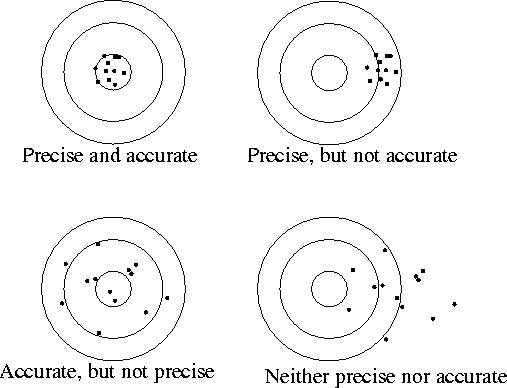 Precise and accurate
Precise, but not accurate
Accurate, but not precise
Neither precise nor accurate